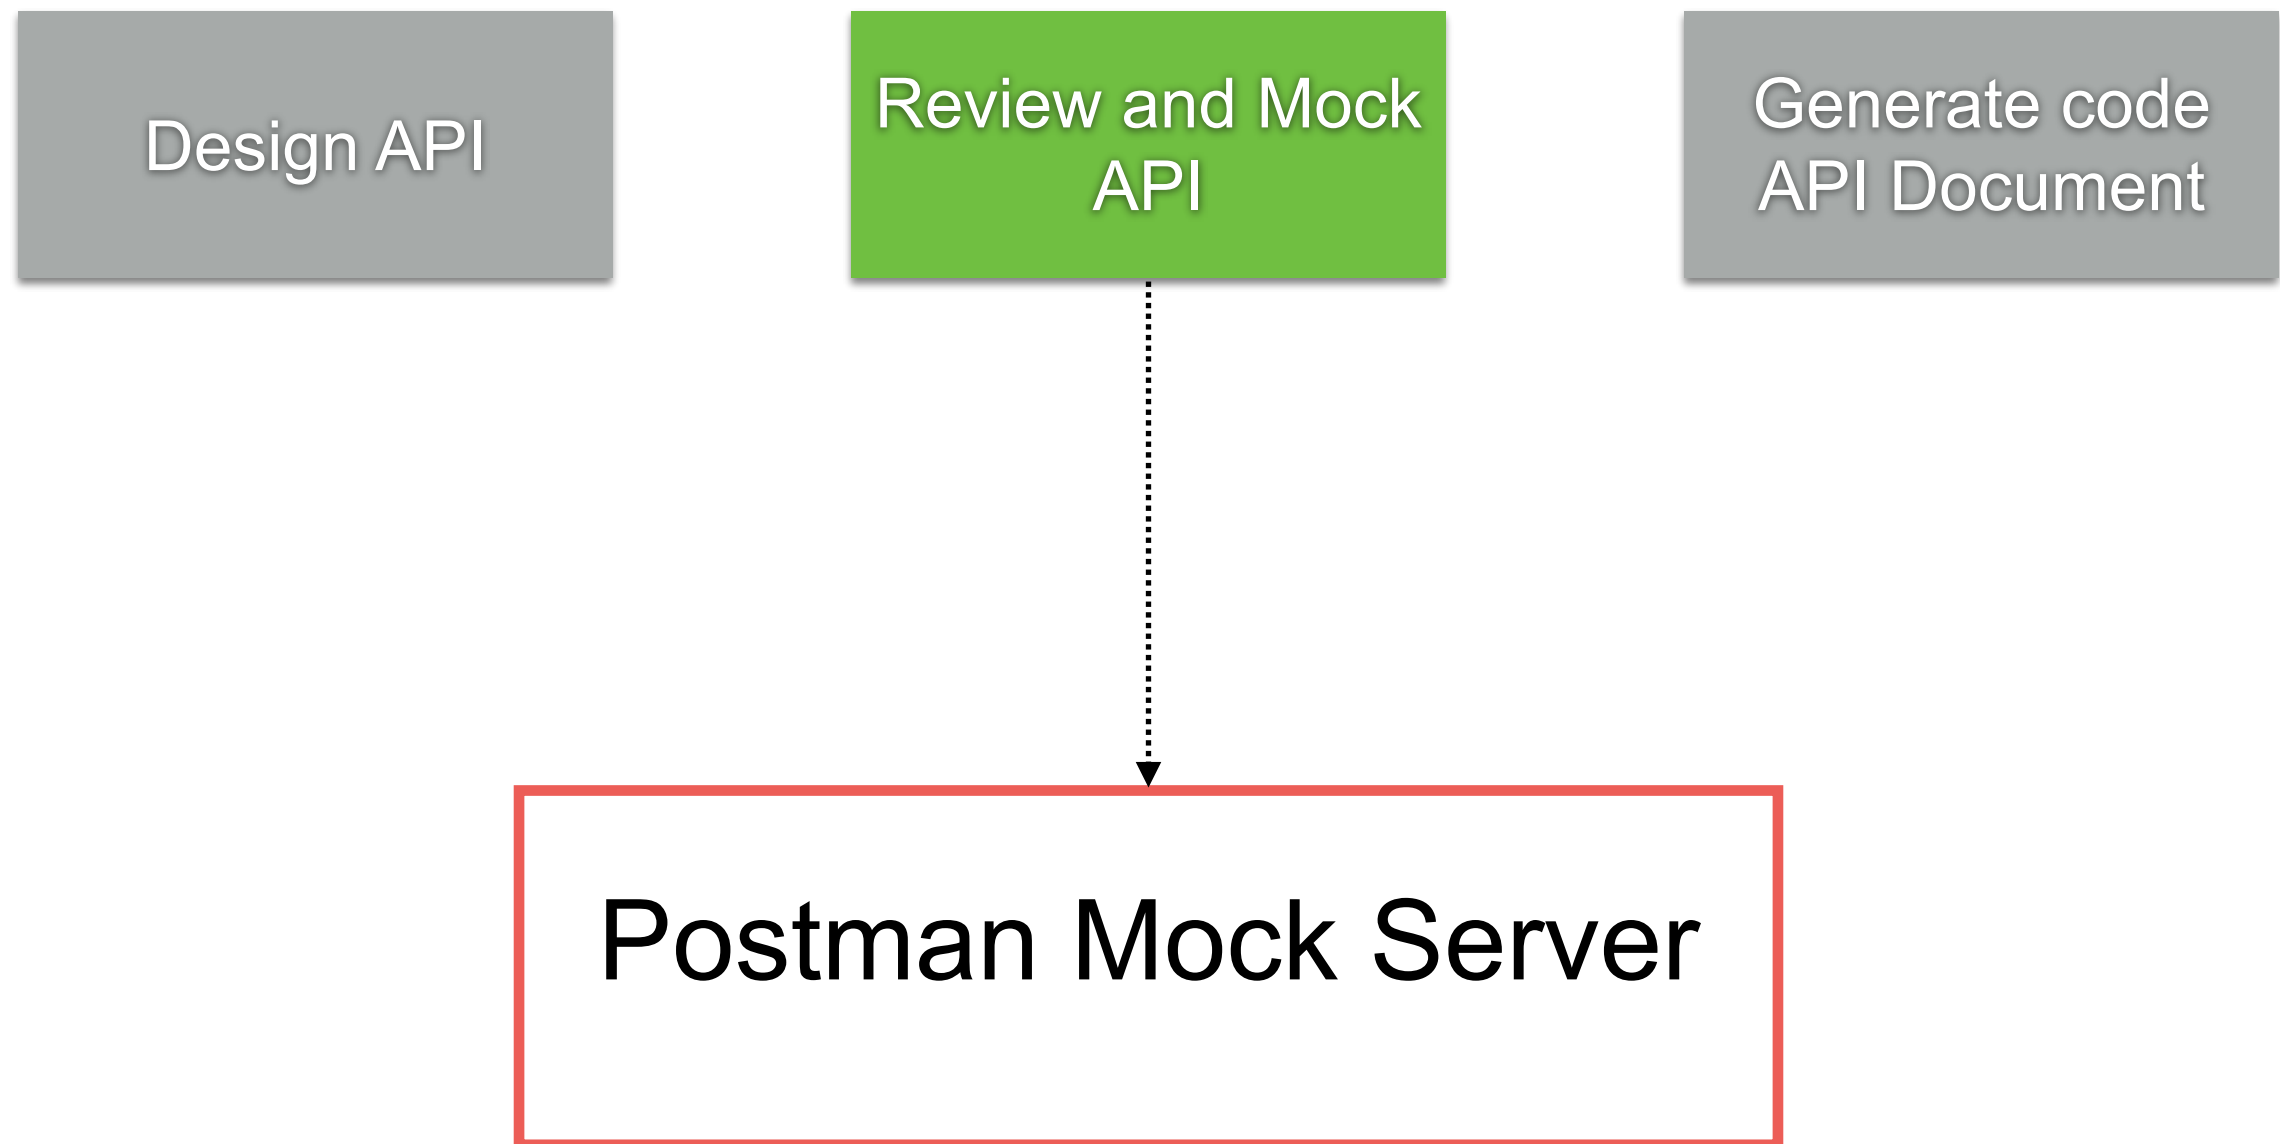 Design API
Review and Mock
API
Generate code
API Document
Postman Mock Server